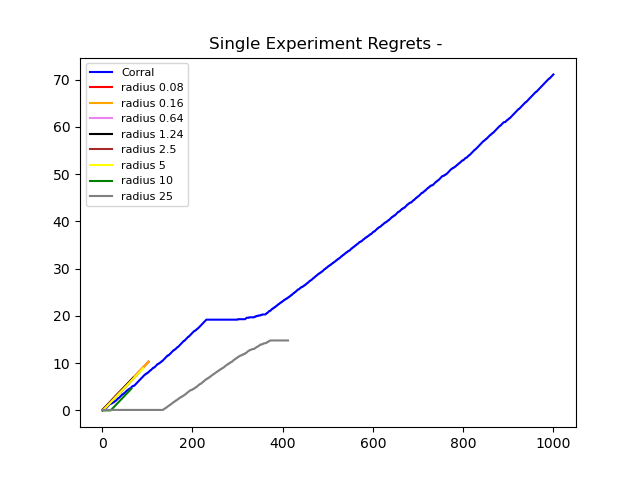 Single Experiment Regrets -
Corral
radius 0.08
radius 0.16
radius 0.64
radius 1.24
radius 2.5
radius 5
radius 10
radius 25
70
60
50
40
30
20
10
0
0 200 400 600 800 1000